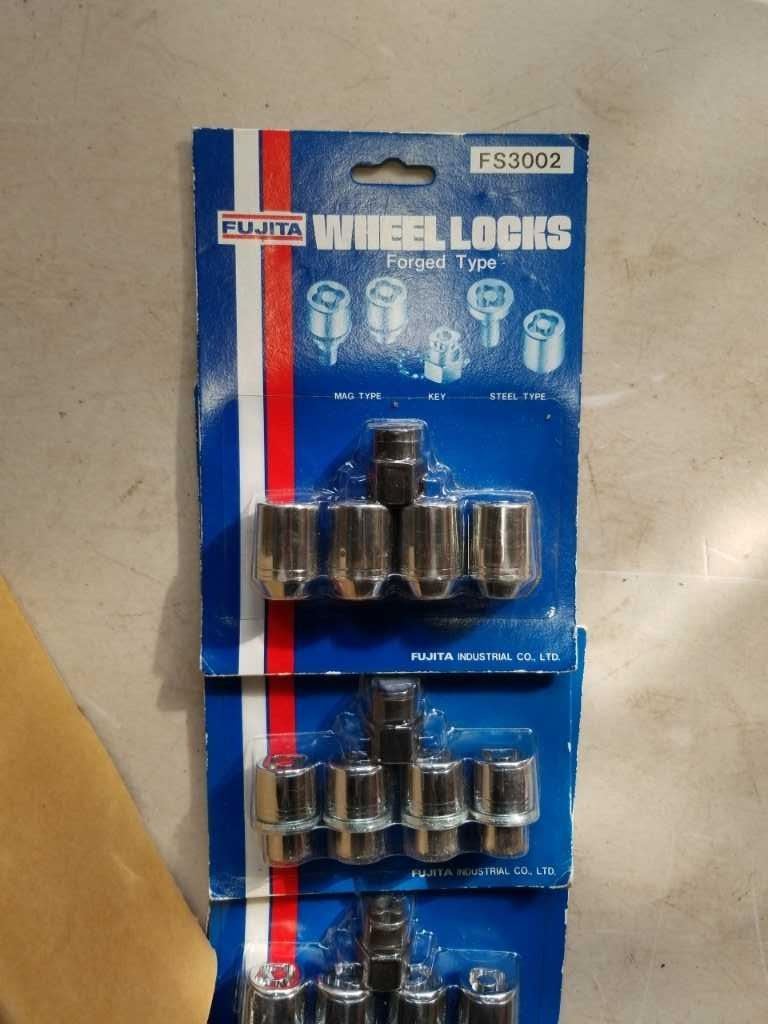 FS3002
FUJITA
WHEEL LOCKS
Forged Type
MAG TYPE KEY STEEL TYPE
FUJITA INDUSTRIAL CO., LTD.
FUJITA INDUSTRIAL CO., LTD.